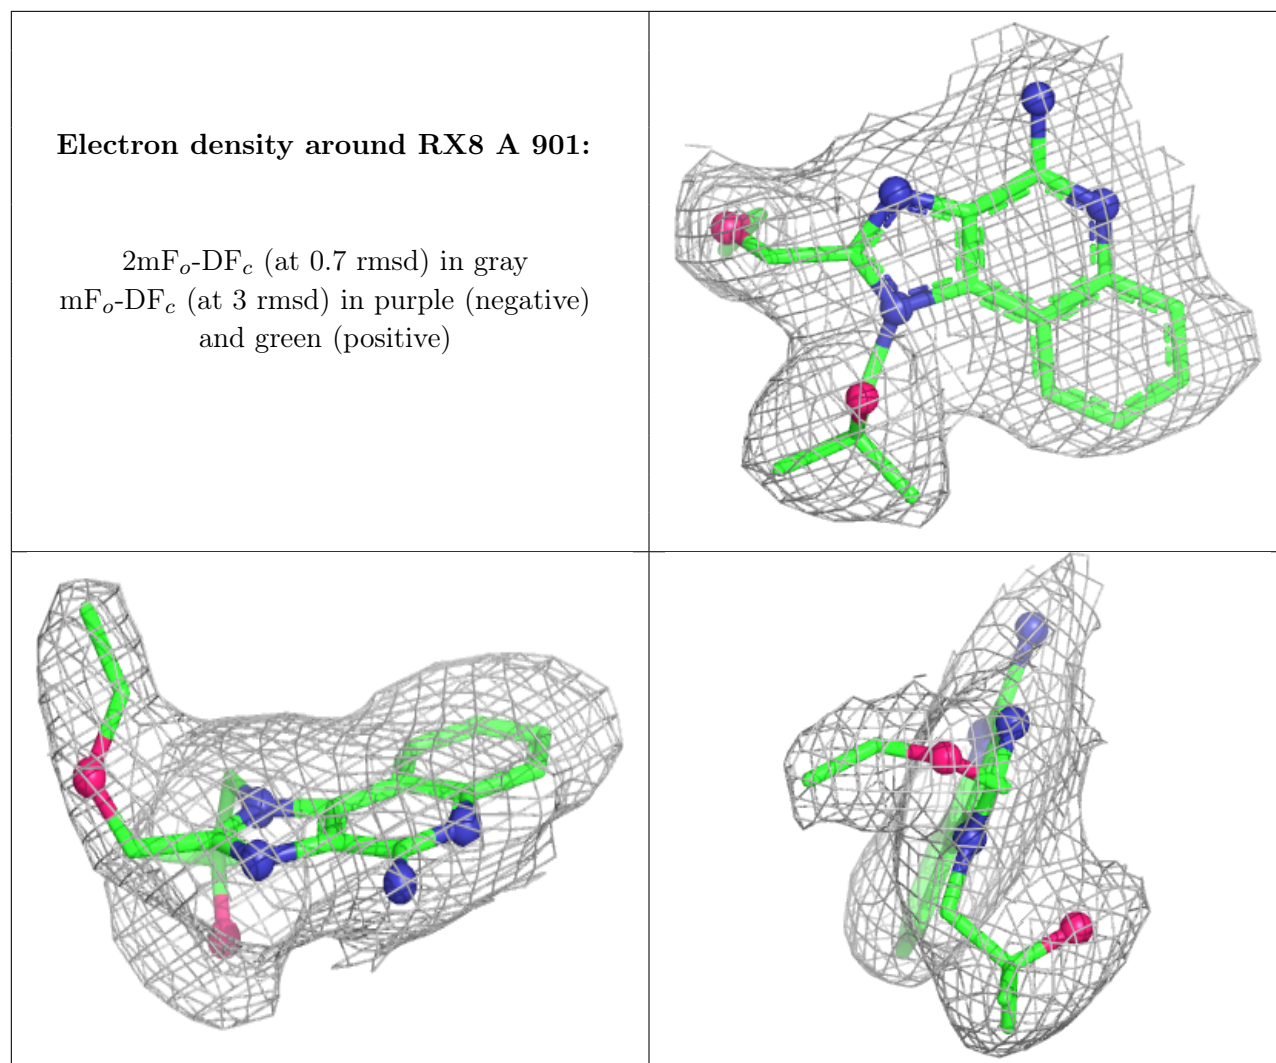 Electron density around RX8 A 901:
2mFo-DFc (at 0.7 rmsd) in gray
mFo-DFc (at 3 rmsd) in purple (negative)
and green (positive)